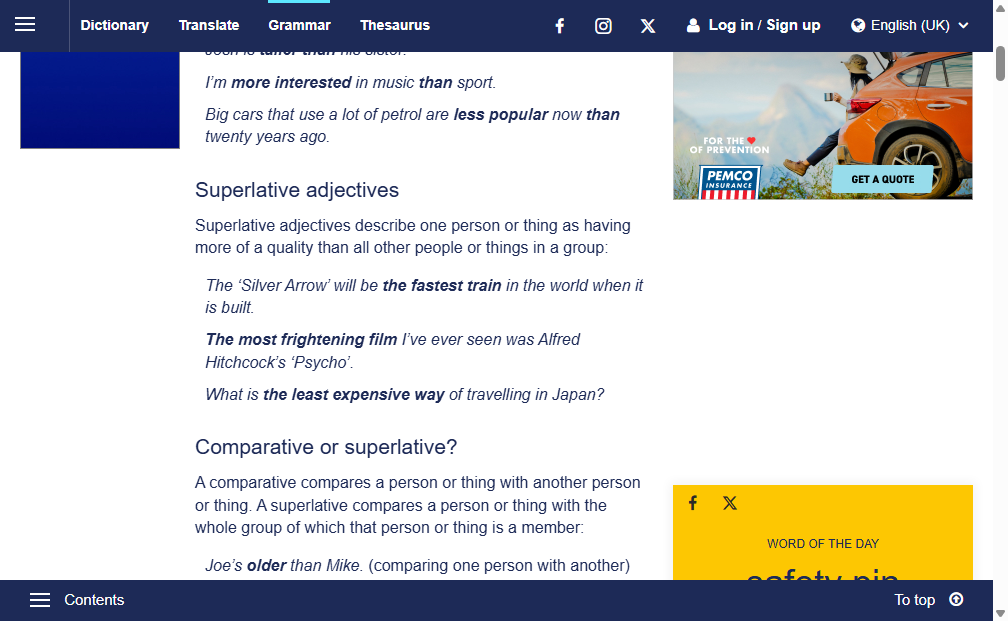 Dictionary
Translate
Grammar
Thesaurus
Log in / Sign up
English (UK)
than his sister.
I'm more interested in music than sport.
Big cars that use a lot of petrol are less popular now than
twenty years ago.
Superlative adjectives
Superlative adjectives describe one person or thing as having
more of a quality than all other people or things in a group:
The ‘Silver Arrow’ will be the fastest train in the world when it
is built.
The most frightening film I’ve ever seen was Alfred
Hitchcock’s ‘Psycho’.
What is the least expensive way of travelling in Japan?
Comparative or superlative?
A comparative compares a person or thing with another person
or thing. A superlative compares a person or thing with the
whole group of which that person or thing is a member:
Joe’s older than Mike. (comparing one person with another)
FOR THE
OF PREVENTION
PEMCO
INSURANCE
GET A QUOTE
WORD OF THE DAY
safety pin
Contents
To top